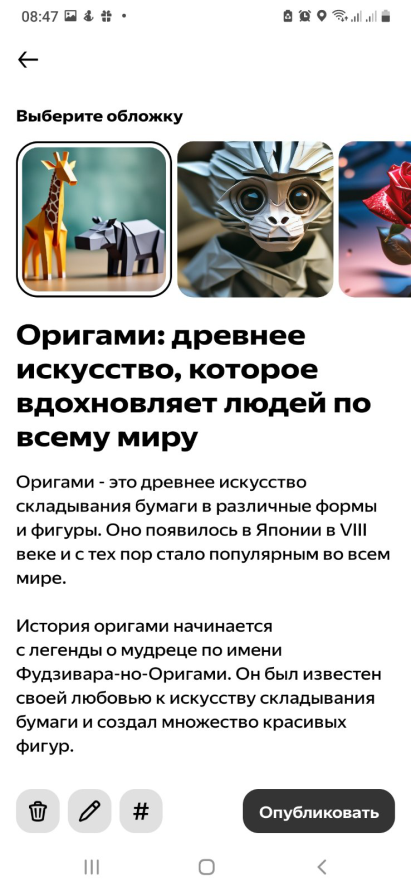 08:47
Выберите обложку
Оригами: древнее
искусство, которое
вдохновляет людей по
всему миру
Оригами - это древнее искусство
складывания бумаги в различные формы
и фигуры. Оно появилось в Японии в VIII
веке и с тех пор стало популярным во всем
мире.
История оригами начинается
с легенды о мудреце по имени
Фудзивара-но-Оригами. Он был известен
своей любовью к искусству складывания
бумаги и создал множество красивых
фигур.
#
Опубликовать